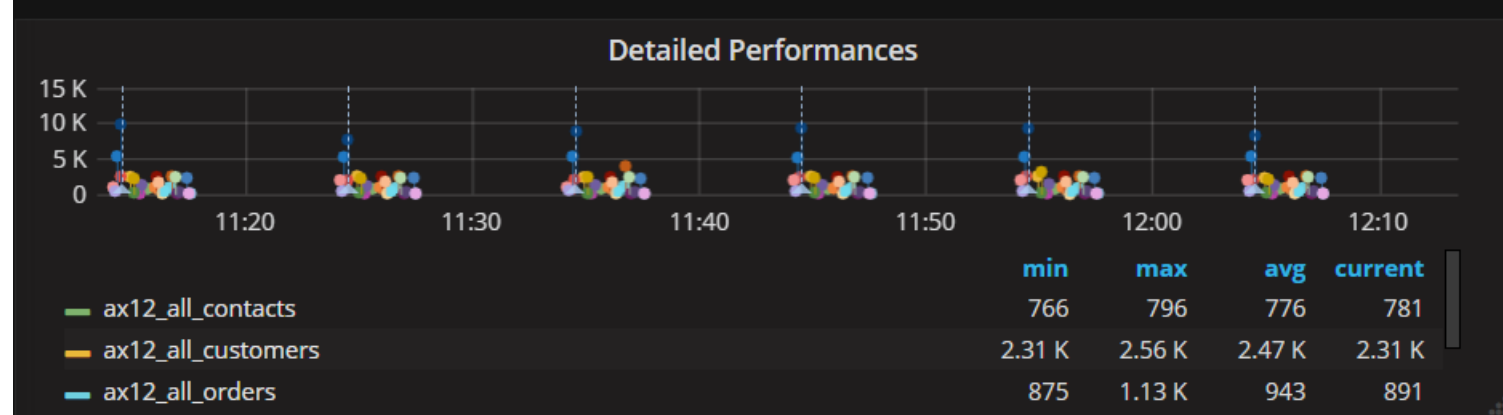 Detailed Performances
15 K
10 K
5 K
0
11:20 11:30 11:40 11:50 12:00 12:10
min max avg current
ax12_all_contacts 766 796 776 781
ax12_all_customers 2.31 K 2.56 K 2.47 K 2.31 K
ax12_all_orders 875 1.13 K 943 891